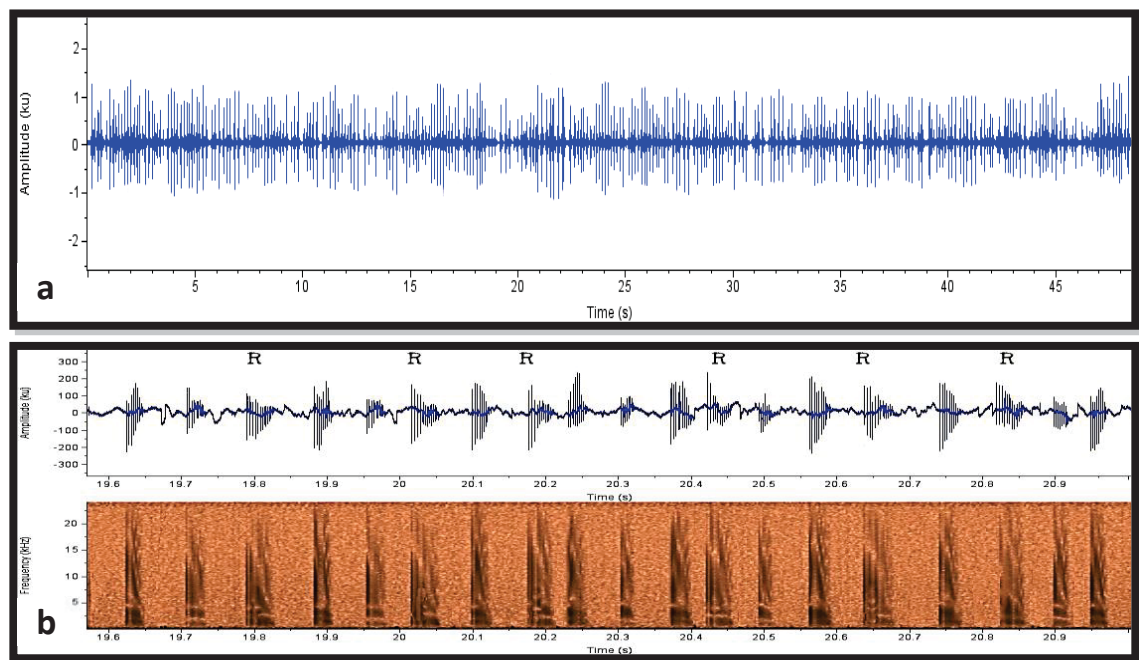 Amplitude (ku)
2
1
0
-1
-2
5 10 15 20 25 30 35 40 45
Time (s)
a
R R R R R R
Amplitude (ku)
300
200
100
0
-100
-200
-300
19.6 19.7 19.8 19.9 20 20.1 20.2 20.3 20.4 20.5 20.6 20.7 20.8 20.9
Time (s)
Frequency (kHz)
20
15
10
5
b
19.6 19.7 19.8 19.9 20 20.1 20.2 20.3 20.4 20.5 20.6 20.7 20.8 20.9
Time (s)